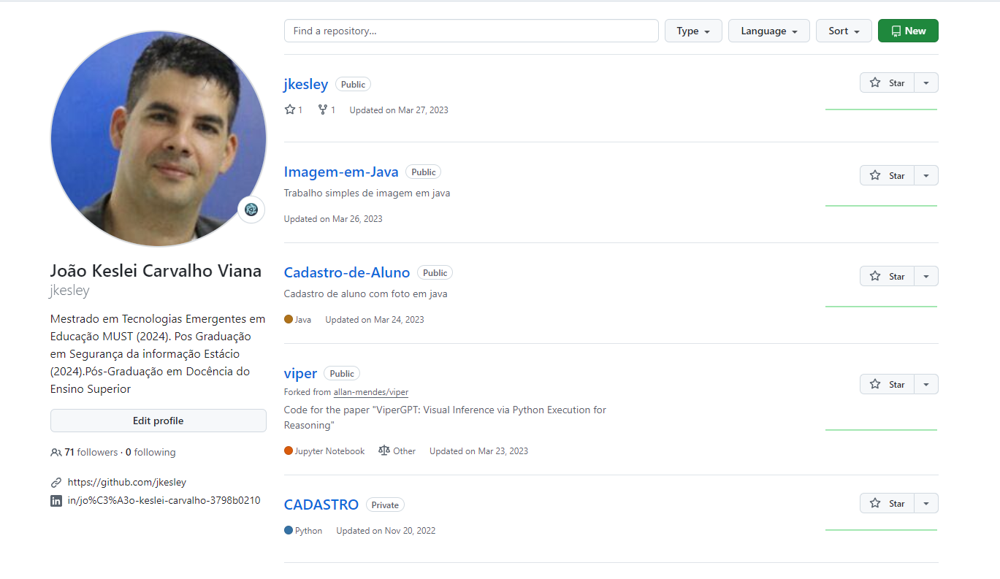 Find a repository...
Type
Language
Sort
New
jkesley Public
Star
1 1 Updated on Mar 27, 2023
Imagem-em-Java Public
Star
Trabalho simples de imagem em java
Updated on Mar 26, 2023
Cadastro-de-Aluno Public
Star
Cadastro de aluno com foto em java
Java Updated on Mar 24, 2023
viper Public
Star
Forked from allan-mendes/viper
Code for the paper "ViperGPT: Visual Inference via Python Execution for
Reasoning"
Jupyter Notebook Other Updated on Mar 23, 2023
CADASTRO Private
Star
Python Updated on Nov 20, 2022
João Keslei Carvalho Viana
jkesley
Mestrado em Tecnologias Emergentes em
Educação MUST (2024). Pos Graduação
em Segurança da informação Estácio
(2024).Pós-Graduação em Docência do
Ensino Superior
Edit profile
71 followers · 0 following
https://github.com/jkesley
in/jo%C3%A3o-keslei-carvalho-3798b0210